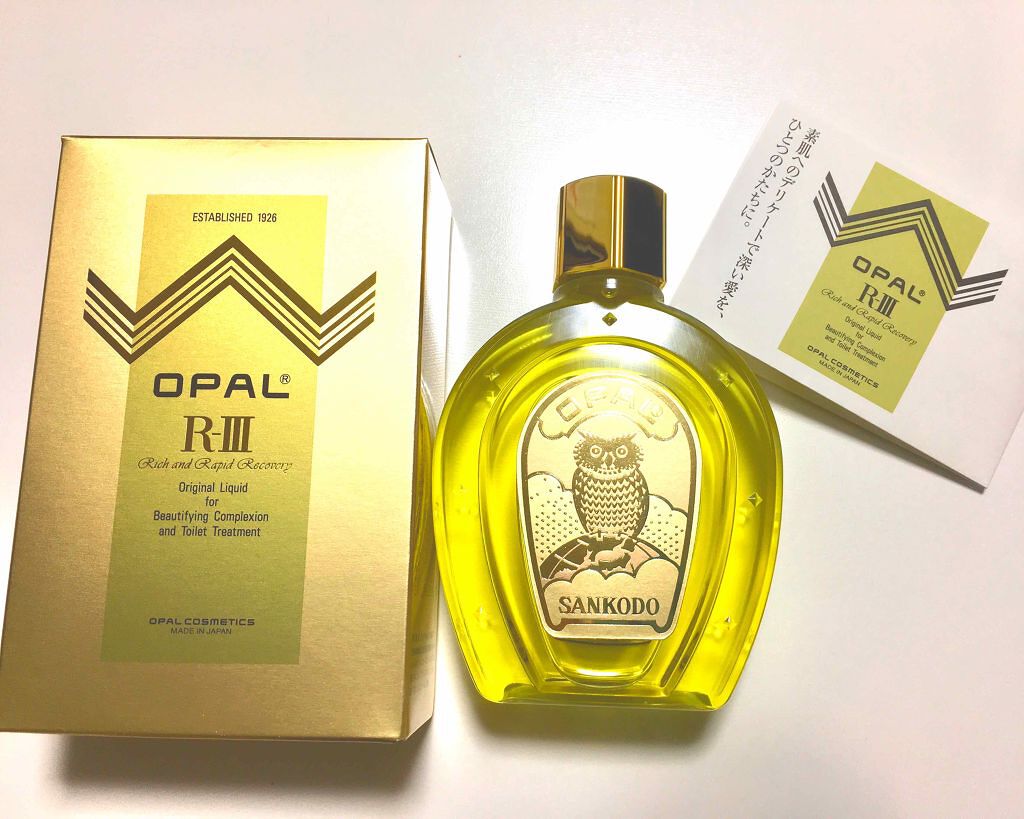 ESTABLISHED 1926
OPAL®
R-III
Rich and Rapid Recovery
Original Liquid
for
Beautifying Complexion
and Toilet Treatment
OPAL COSMETICS
MADE IN JAPAN
OPAL
SANKODO
素肌へのデリケートで深い愛を、
ひとつのかたちに。
OPAL®
R-III
Rich and Rapid Recovery
Original Liquid
for
Beautifying Complexion
and Toilet Treatment
OPAL COSMETICS
MADE IN JAPAN